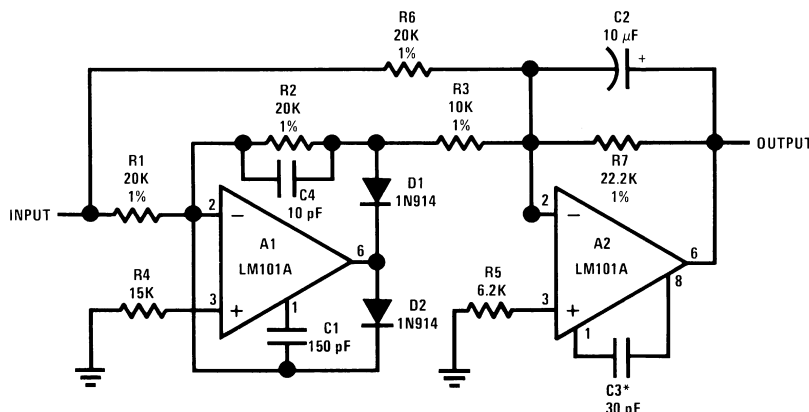 R6
20K
1%
C2
10 μF
+
R2
20K
1%
R3
10K
1%
OUTPUT
R1
20K
1%
C4
10 pF
D1
1N914
R7
22.2K
1%
INPUT
2
−
A1
LM101A
6
2
−
A2
LM101A
6
8
R4
15K
3
+
1
D2
1N914
R5
6.2K
3
+
1
C1
150 pF
C3*
30 pF